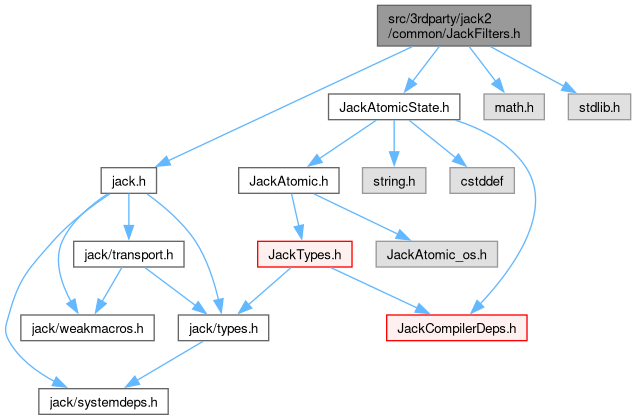 src/3rdparty/jack2
/common/JackFilters.h
JackAtomicState.h
math.h
stdlib.h
jack.h
JackAtomic.h
string.h
cstddef
jack/transport.h
JackTypes.h
JackAtomic_os.h
jack/weakmacros.h
jack/types.h
JackCompilerDeps.h
jack/systemdeps.h